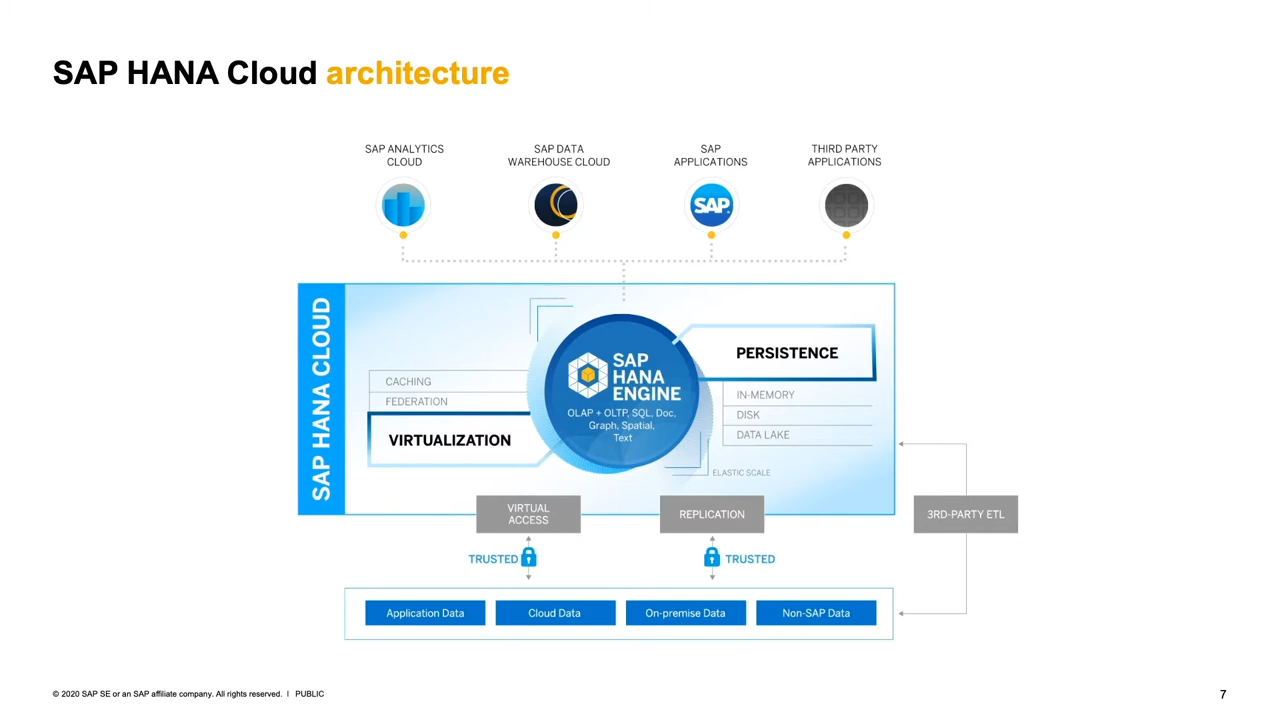 SAP HANA Cloud architecture
SAP ANALYTICS
CLOUD
SAP DATA
WAREHOUSE CLOUD
SAP
APPLICATIONS
THIRD PARTY
APPLICATIONS
SAP
SAP HANA CLOUD
CACHING
FEDERATION
VIRTUALIZATION
SAP
HANA
ENGINE
OLAP + OLTP, SQL, Doc,
Graph, Spatial,
Text
PERSISTENCE
IN-MEMORY
DISK
DATA LAKE
ELASTIC SCALE
VIRTUAL
ACCESS
REPLICATION
3RD-PARTY ETL
TRUSTED
TRUSTED
Application Data
Cloud Data
On-premise Data
Non-SAP Data
© 2020 SAP SE or an SAP affiliate company. All rights reserved. | PUBLIC
7